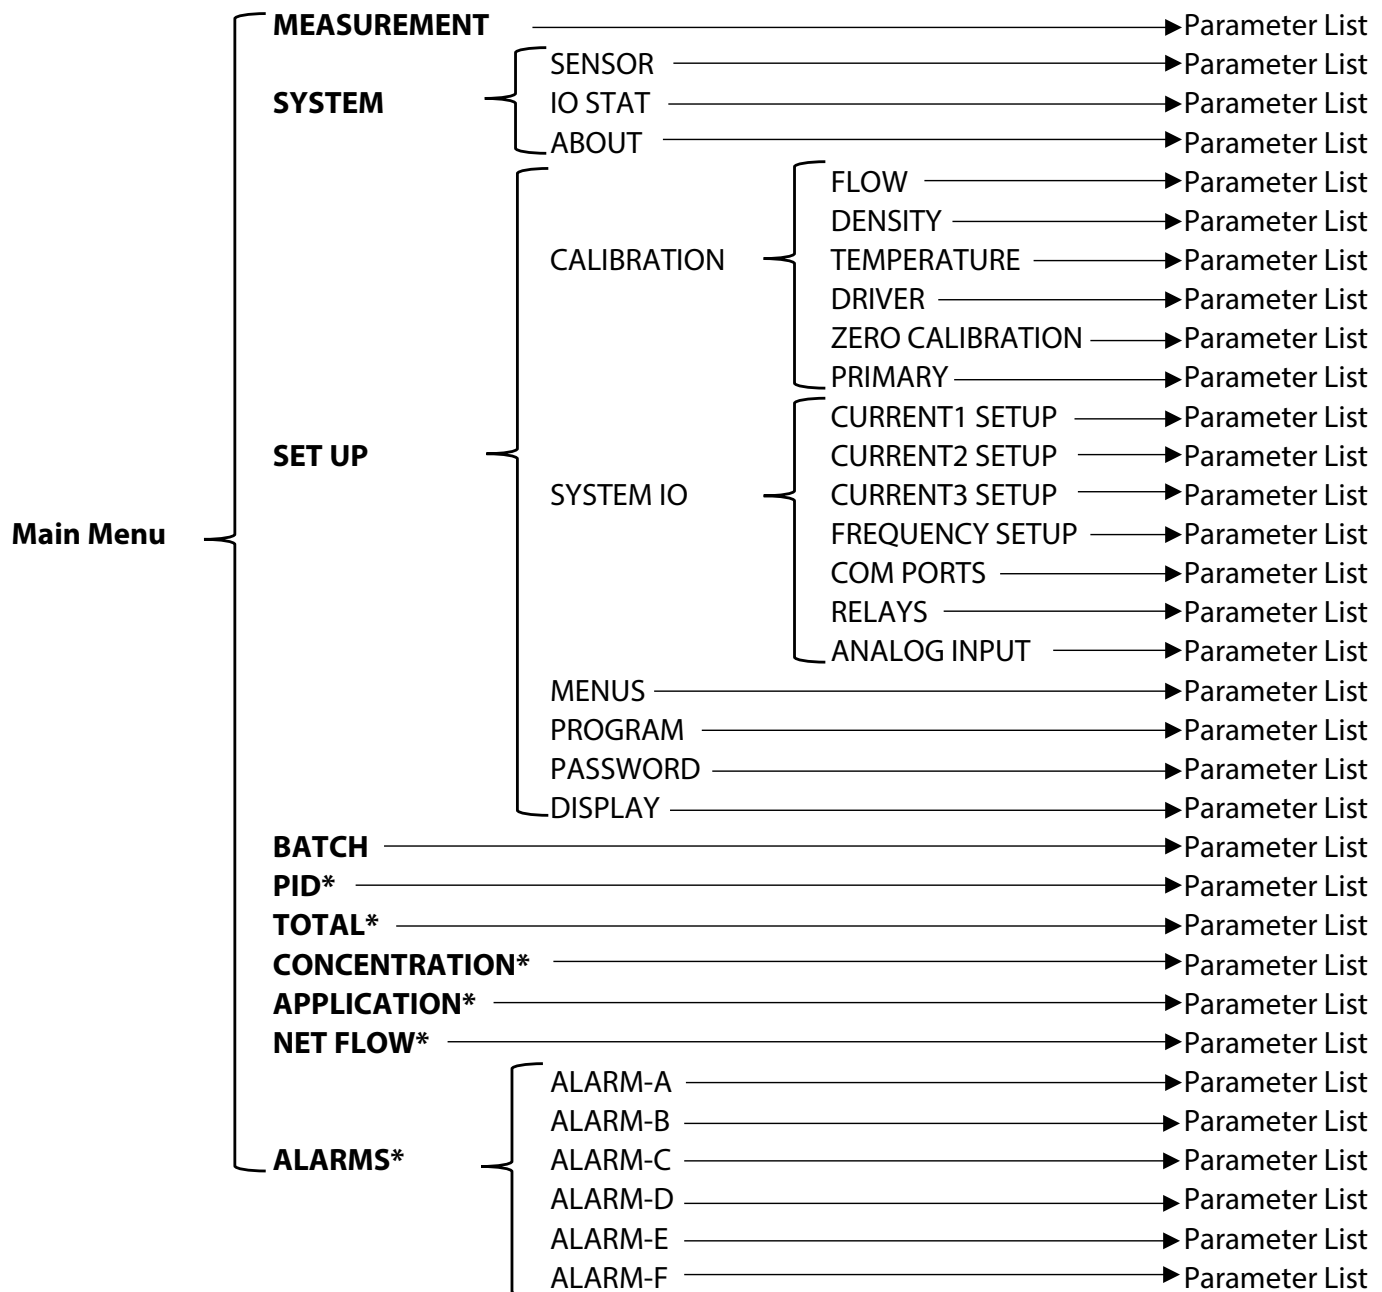 MEASUREMENT Parameter List
SENSOR Parameter List
SYSTEM IO STAT Parameter List
ABOUT Parameter List
FLOW Parameter List
DENSITY Parameter List
CALIBRATION TEMPERATURE Parameter List
DRIVER Parameter List
ZERO CALIBRATION Parameter List
PRIMARY Parameter List
CURRENT1 SETUP Parameter List
SET UP CURRENT2 SETUP Parameter List
SYSTEM IO CURRENT3 SETUP Parameter List
Main Menu FREQUENCY SETUP Parameter List
COM PORTS Parameter List
RELAYS Parameter List
ANALOG INPUT Parameter List
MENUS Parameter List
PROGRAM Parameter List
PASSWORD Parameter List
DISPLAY Parameter List
BATCH Parameter List
PID* Parameter List
TOTAL* Parameter List
CONCENTRATION* Parameter List
APPLICATION* Parameter List
NET FLOW* Parameter List
ALARM-A Parameter List
ALARM-B Parameter List
ALARMS* ALARM-C Parameter List
ALARM-D Parameter List
ALARM-E Parameter List
ALARM-F Parameter List